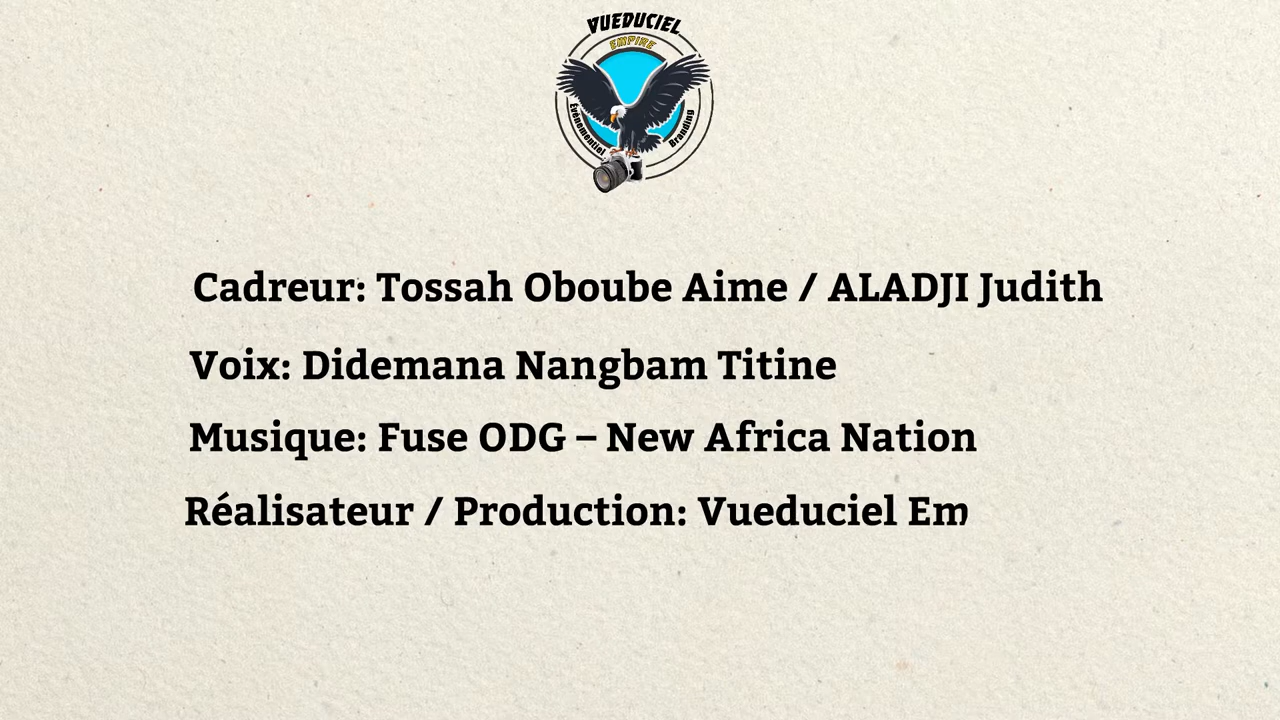 VUEDUCIEL
EMPIRE
Événementiel
Branding
Cadreur: Tossah Oboube Aime / ALADJI Judith
Voix: Didemana Nangbam Titine
Musique: Fuse ODG – New Africa Nation
Réalisateur / Production: Vueduciel Em